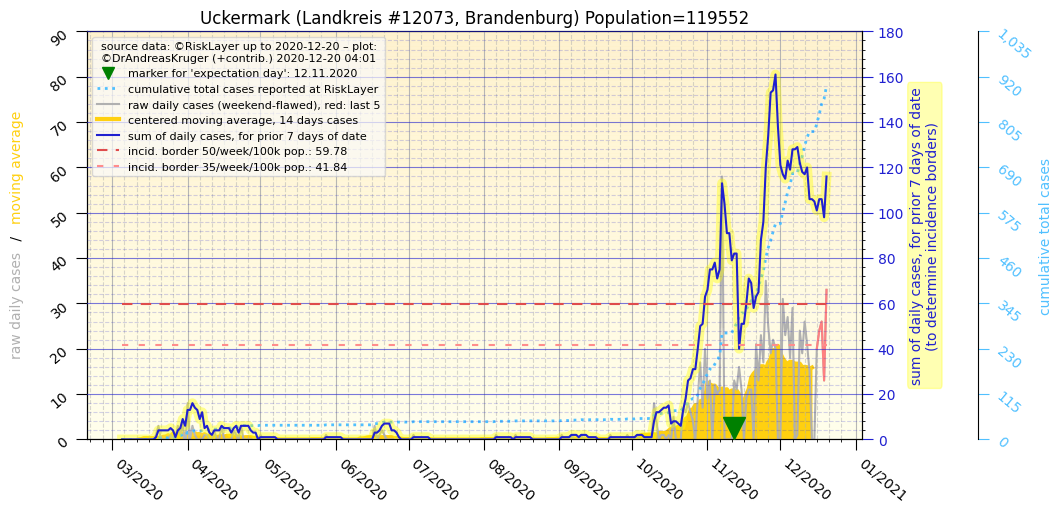 Uckermark (Landkreis #12073, Brandenburg) Population=119552
source data: ©RiskLayer up to 2020-12-20 – plot:
©DrAndreasKruger (+contrib.) 2020-12-20 04:01
marker for 'expectation day': 12.11.2020
cumulative total cases reported at RiskLayer
raw daily cases (weekend-flawed), red: last 5
centered moving average, 14 days cases
sum of daily cases, for prior 7 days of date
incid. border 50/week/100k pop.: 59.78
incid. border 35/week/100k pop.: 41.84
raw daily cases / moving average
90
80
70
60
50
40
30
20
10
0
03/2020
04/2020
05/2020
06/2020
07/2020
08/2020
09/2020
10/2020
11/2020
12/2020
01/2021
180
160
140
120
100
80
60
40
20
0
sum of daily cases, for prior 7 days of date
(to determine incidence borders)
1,035
920
805
690
575
460
345
230
115
0
cumulative total cases